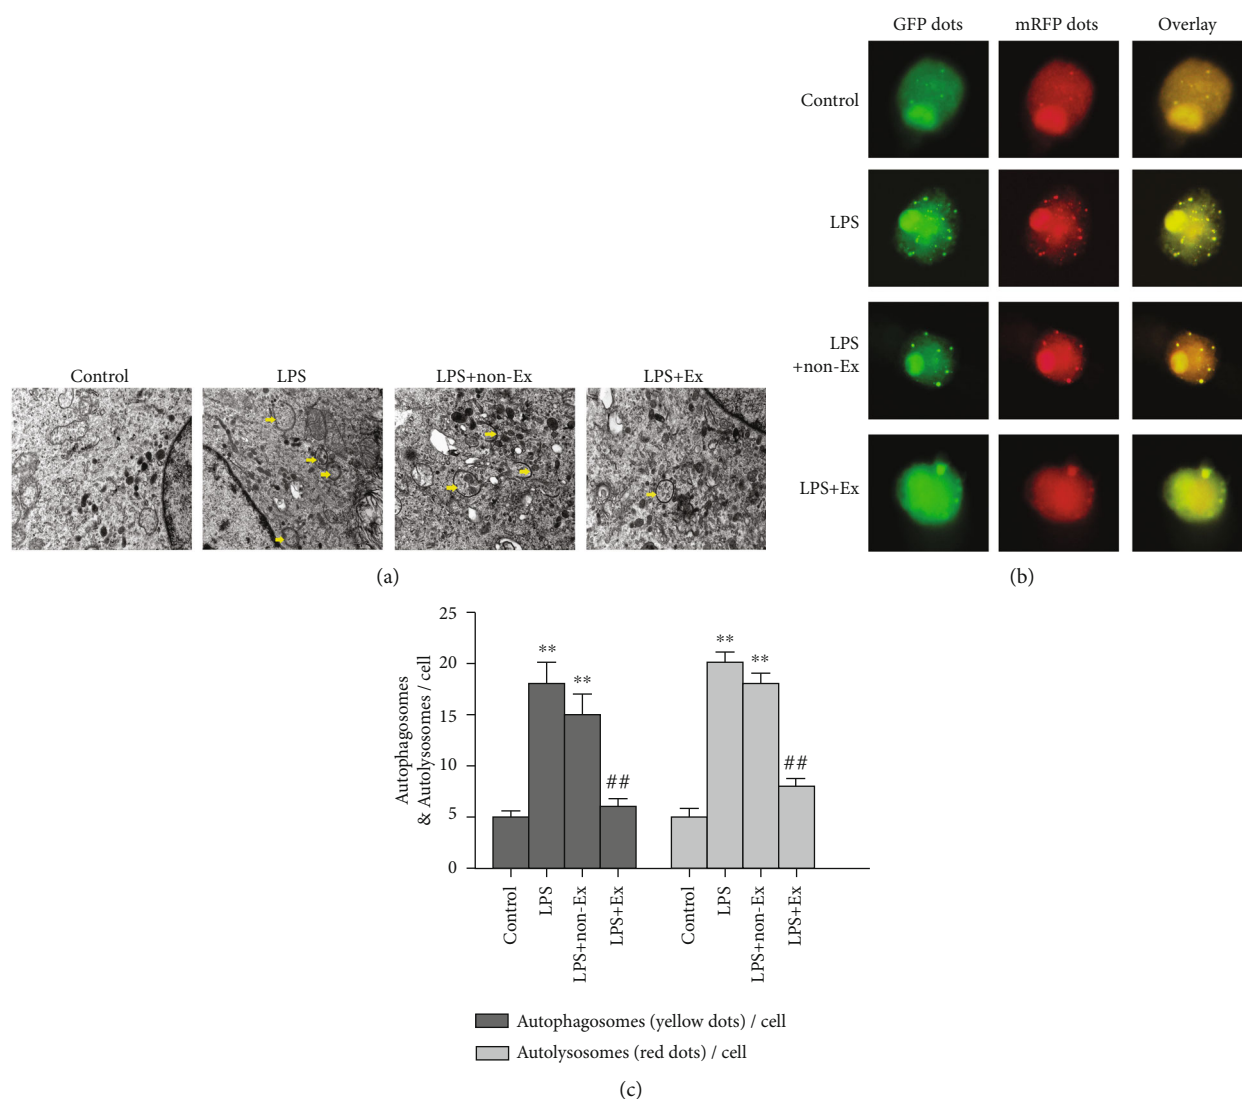 Control
LPS
LPS+non-Ex
LPS+Ex
(a)
GFP dots
mRFP dots
Overlay
Control
LPS
LPS
+non-Ex
LPS+Ex
(b)
Autophagosomes
& Autolysosomes / cell
25
20
15
10
5
0
**
**
##
**
**
##
Control
LPS
LPS+non-Ex
LPS+Ex
Control
LPS
LPS+non-Ex
LPS+Ex
Autophagosomes (yellow dots) / cell
Autolysosomes (red dots) / cell
(c)